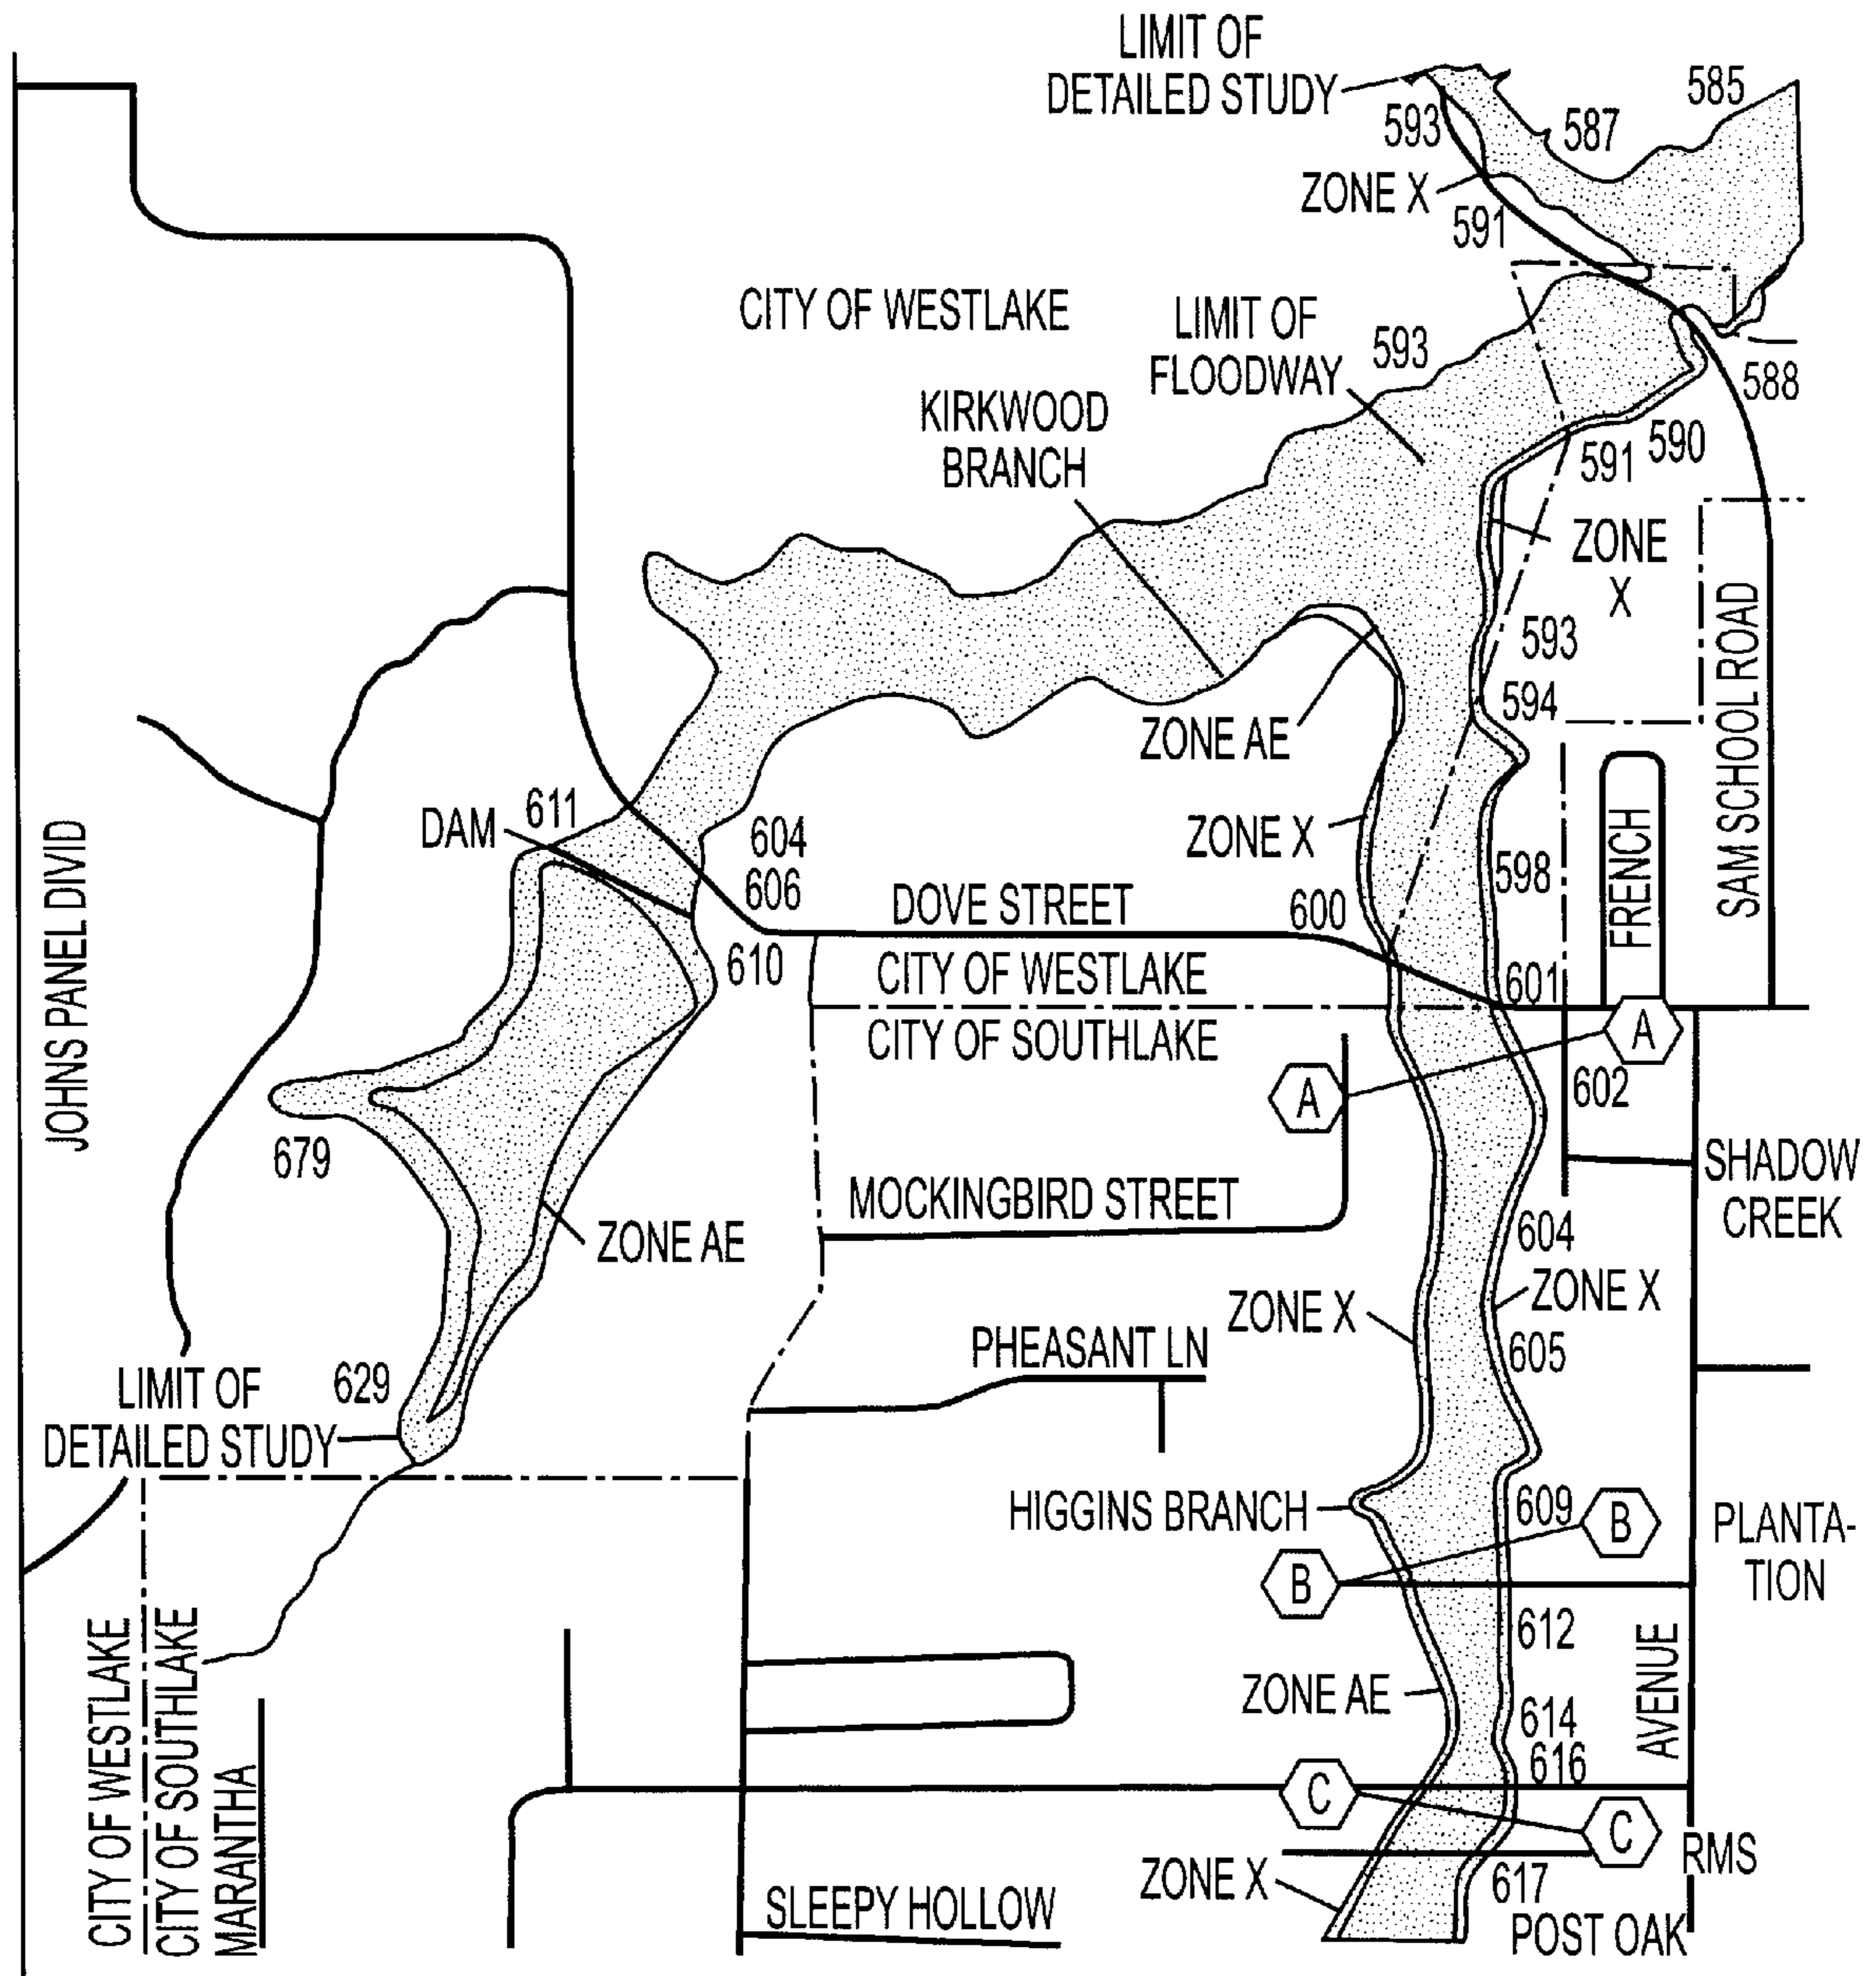 LIMIT OF
DETAILED STUDY
593
587
585
ZONE X
591
CITY OF WESTLAKE
LIMIT OF
FLOODWAY
593
588
KIRKWOOD
BRANCH
591
590
ZONE
X
593
594
ZONE AE
SAM SCHOOL ROAD
FRENCH
611
DAM
604
606
ZONE X
598
JOHNS PANEL DIVID
DOVE STREET
600
610
CITY OF WESTLAKE
601
CITY OF SOUTHLAKE
A
A
602
679
SHADOW
CREEK
MOCKINGBIRD STREET
604
ZONE AE
ZONE X
ZONE X
605
PHEASANT LN
629
LIMIT OF
DETAILED STUDY
HIGGINS BRANCH
609
B
B
PLANTA-
TION
612
AVENUE
ZONE AE
614
616
CITY OF WESTLAKE
CITY OF SOUTHLAKE
MARANTHA
C
C
RMS
ZONE X
617
SLEEPY HOLLOW
POST OAK